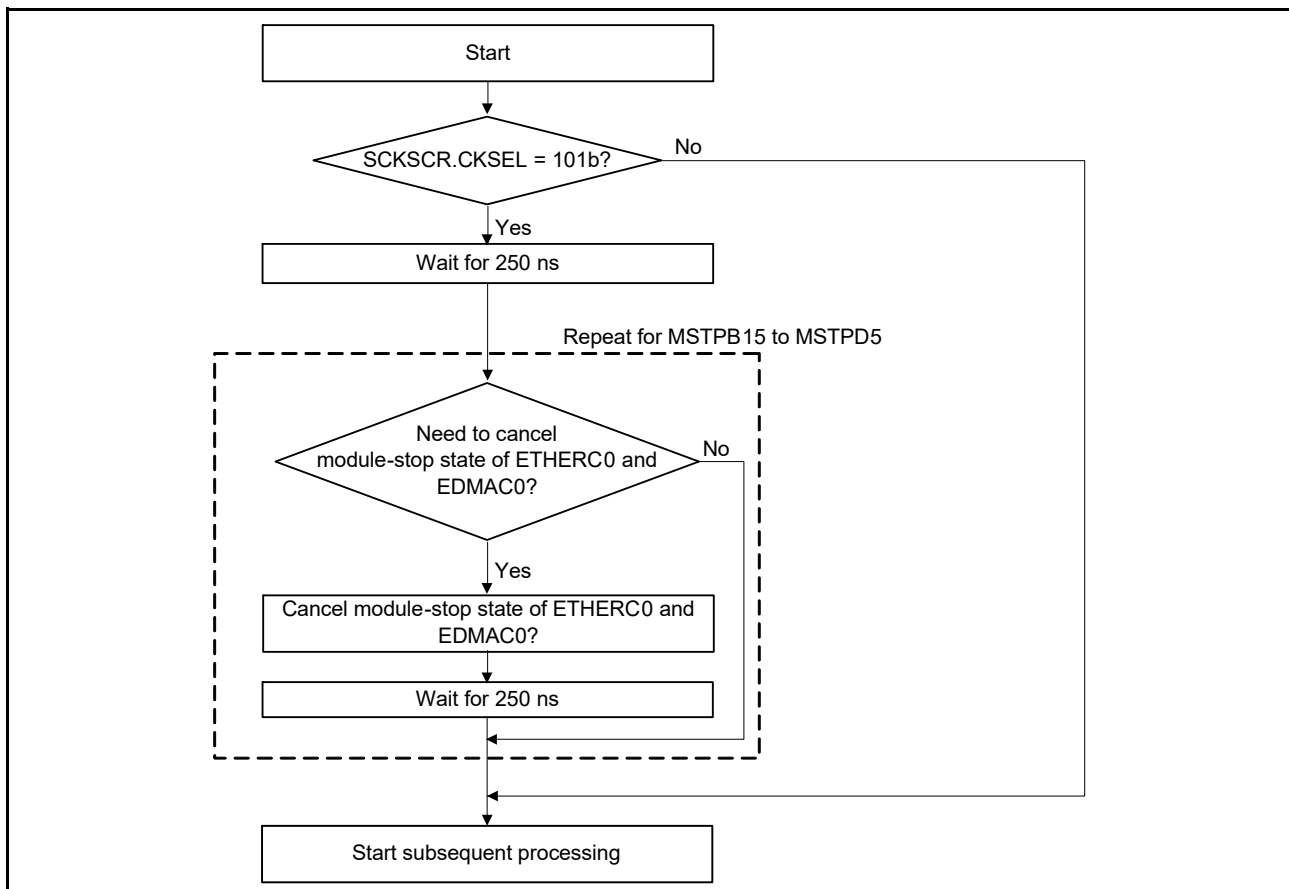 Start
SCKSCR.CKSEL = 101b?
No
Yes
Wait for 250 ns
Repeat for MSTPB15 to MSTPD5
Need to cancel
module-stop state of ETHERC0 and
EDMAC0?
No
Yes
Cancel module-stop state of ETHERC0 and
EDMAC0?
Wait for 250 ns
Start subsequent processing